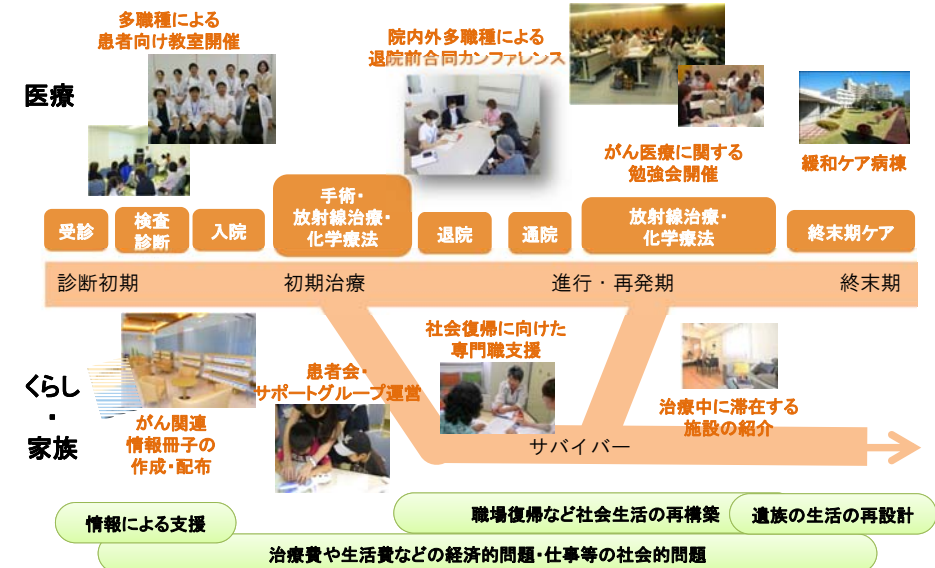 多職種による
患者向け教室開催
院内外多職種による
退院前合同カンファレンス
医療
がん医療に関する
勉強会開催
緩和ケア病棟
受診
検査
診断
入院
手術・
放射線治療・
化学療法
退院
通院
放射線治療・
化学療法
終末期ケア
診断初期
初期治療
進行・再発期
終末期
くらし
・
家族
がん関連
情報冊子の
作成・配布
患者会・
サポートグループ運営
社会復帰に向けた
専門職支援
治療中に滞在する
施設の紹介
サバイバー
情報による支援
職場復帰など社会生活の再構築
遺族の生活の再設計
治療費や生活費などの経済的問題・仕事等の社会的問題